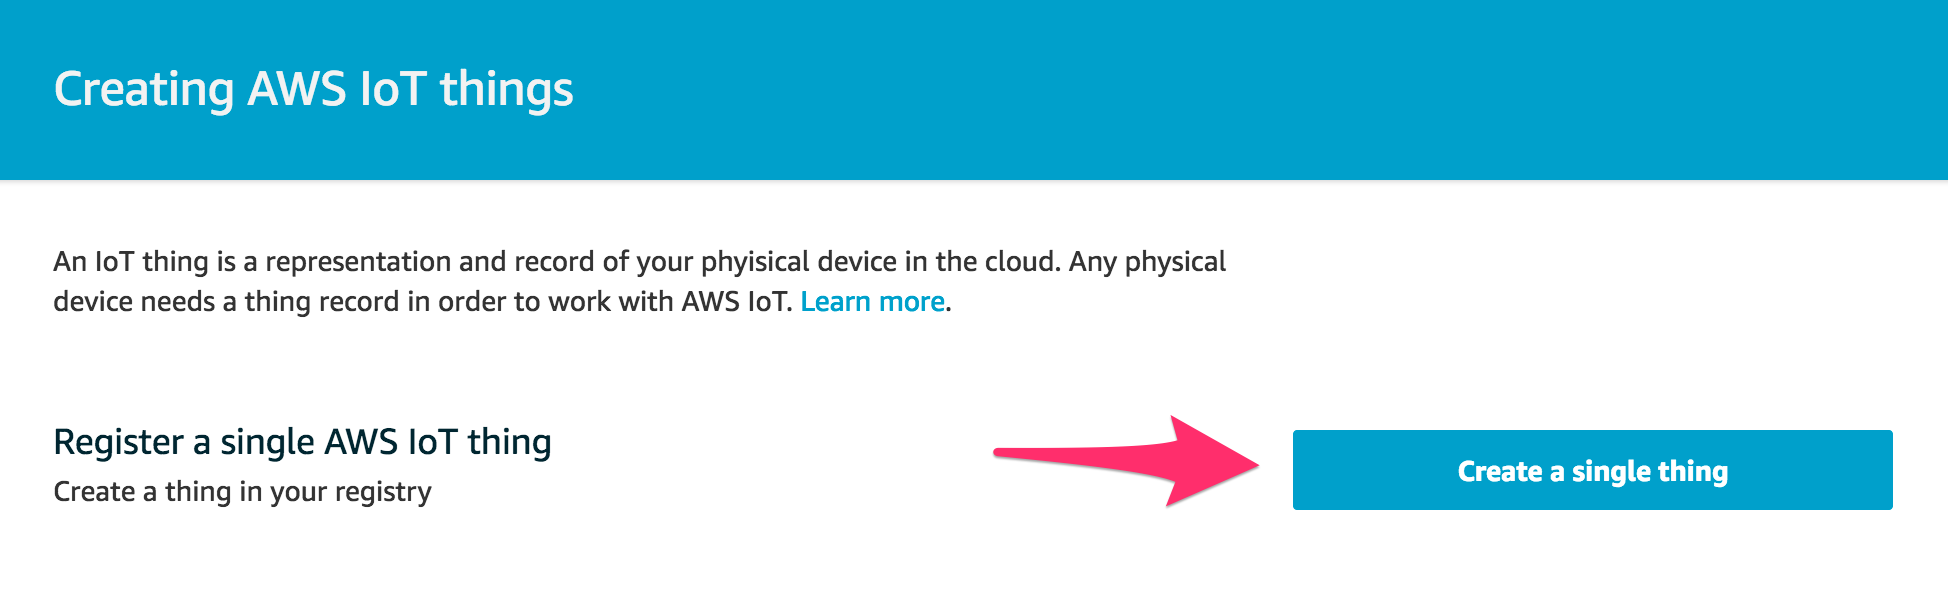 Creating AWS IoT things
An IoT thing is a representation and record of your phyisical device in the cloud. Any physical
device needs a thing record in order to work with AWS IoT. Learn more.
Register a single AWS IoT thing
Create a thing in your registry
Create a single thing